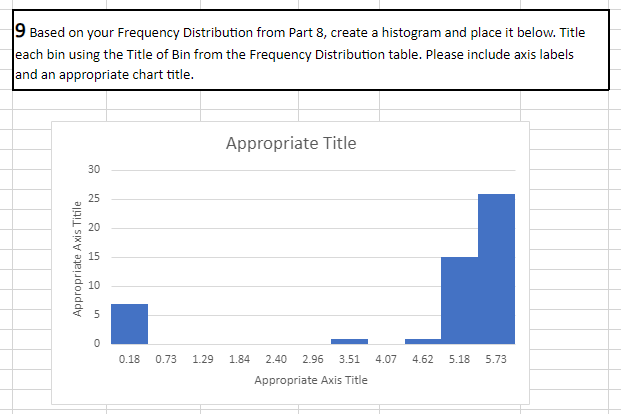 9 Based on your Frequency Distribution from Part 8, create a histogram and place it below. Title
each bin using the Title of Bin from the Frequency Distribution table. Please include axis labels
and an appropriate chart title.
Appropriate Title
30
25
20
15
10
5
0
Appropriate Axis Titile
0.18 0.73 1.29 1.84 2.40 2.96 3.51 4.07 4.62 5.18 5.73
Appropriate Axis Title